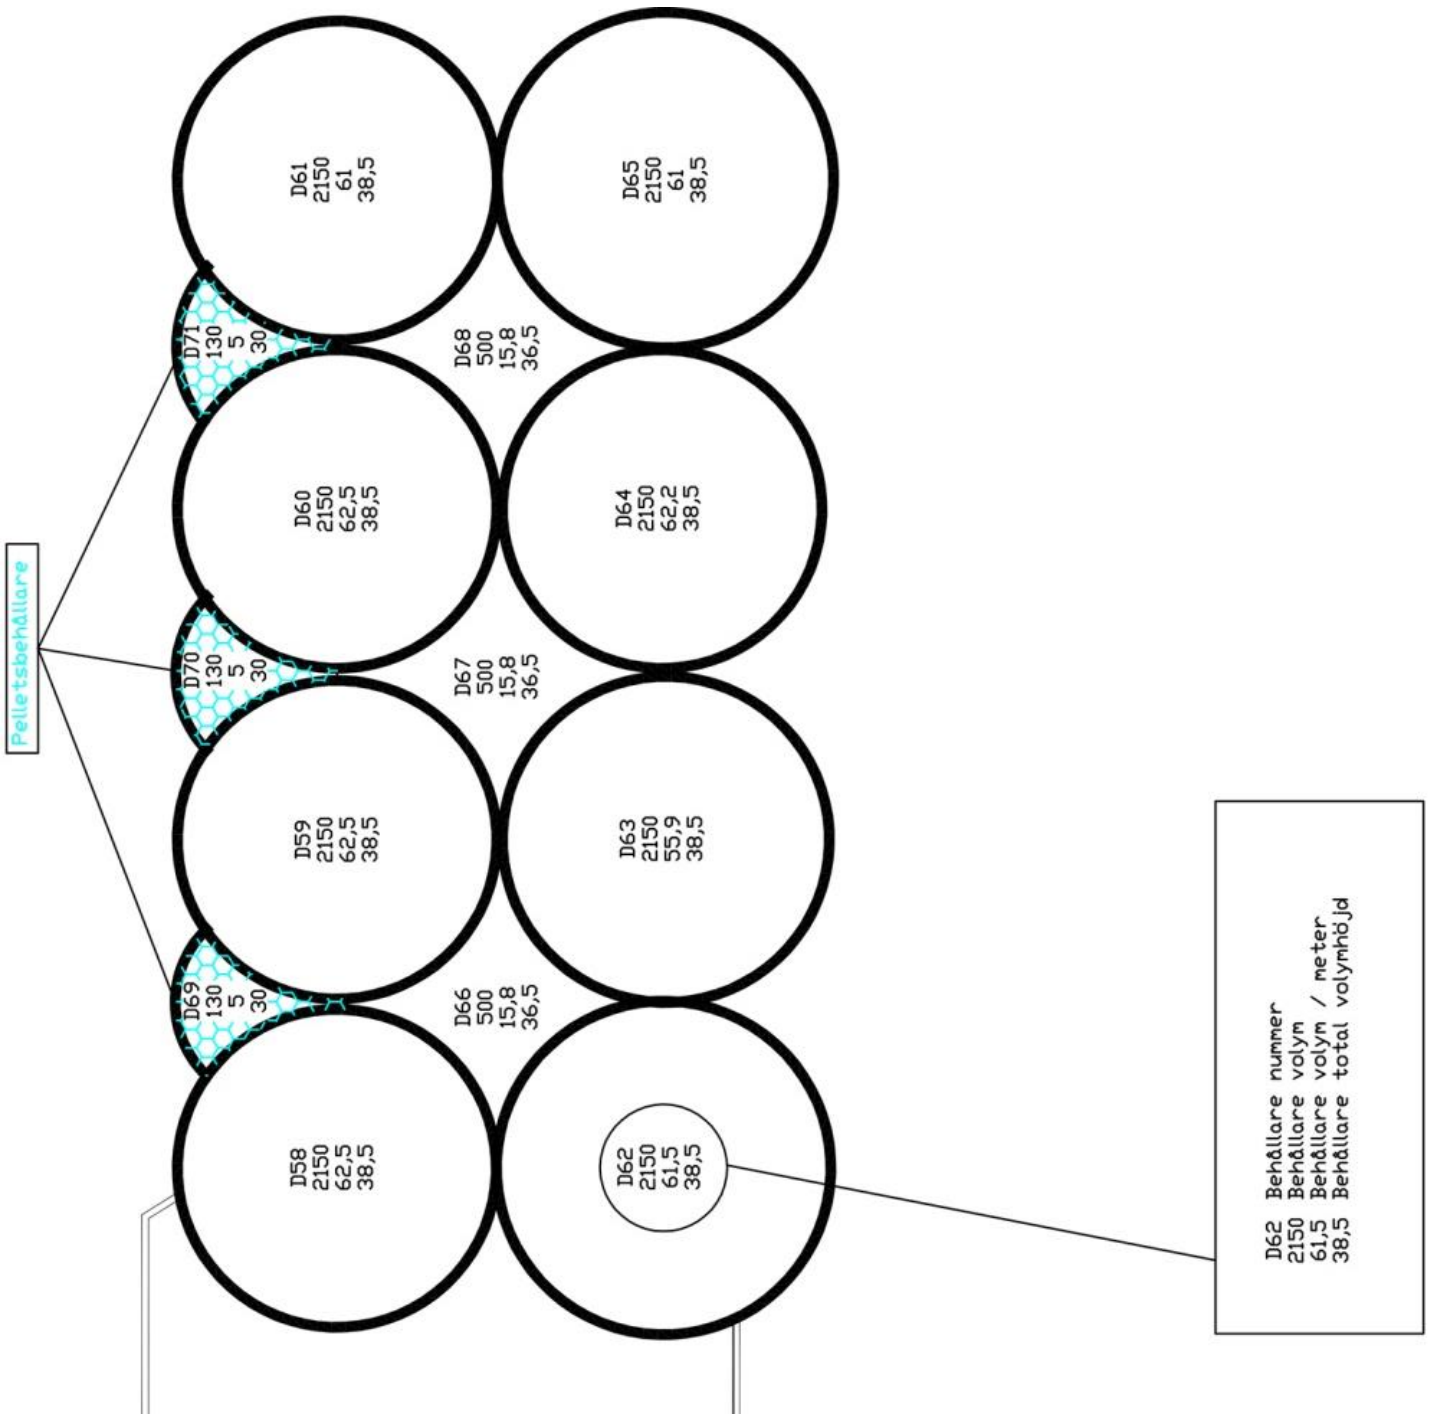 Pelletsbehållare
D61
2150
61
38,5
D65
2150
61
38,5
D71
130
5
30
D68
500
15,8
36,5
D60
2150
62,5
38,5
D64
2150
62,2
38,5
D70
130
5
30
D67
500
15,8
36,5
D59
2150
62,5
38,5
D63
2150
55,9
38,5
D69
130
5
30
D66
500
15,8
36,5
D58
2150
62,5
38,5
D62
2150
61,5
38,5
D62 Behållare nummer
2150 Behållare volym
61,5 Behållare volym / meter
38,5 Behållare total volymhöjd